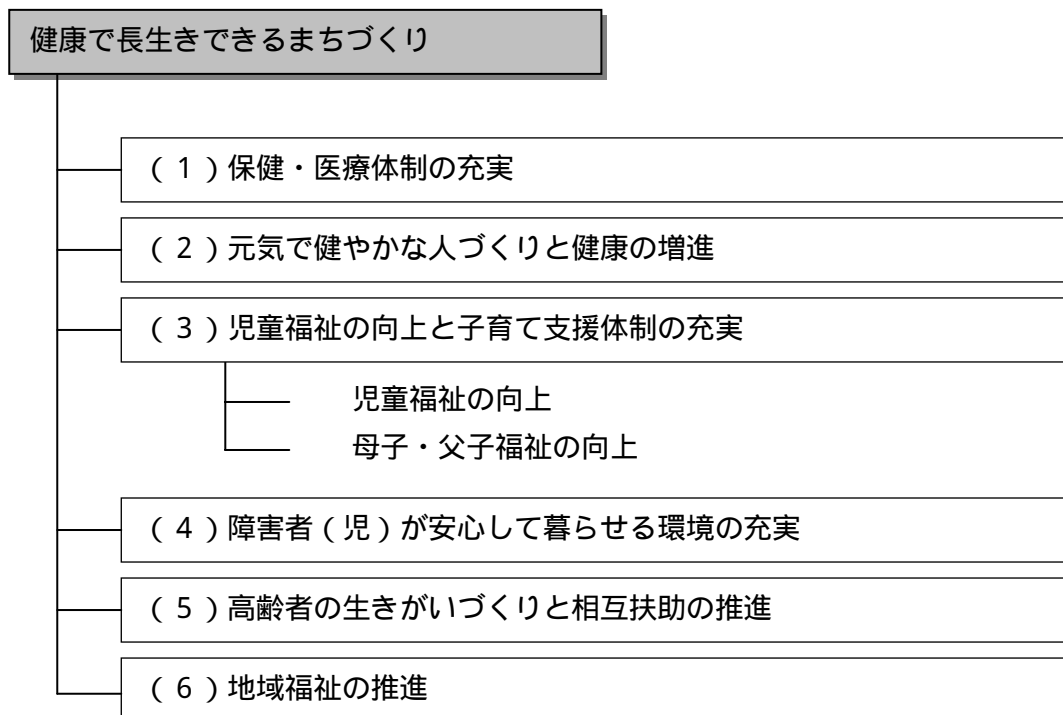 健康で長生きできるまちづくり
（１）保健・医療体制の充実
（２）元気で健やかな人づくりと健康の増進
（３）児童福祉の向上と子育て支援体制の充実
児童福祉の向上
母子・父子福祉の向上
（４）障害者（児）が安心して暮らせる環境の充実
（５）高齢者の生きがいづくりと相互扶助の推進
（６）地域福祉の推進